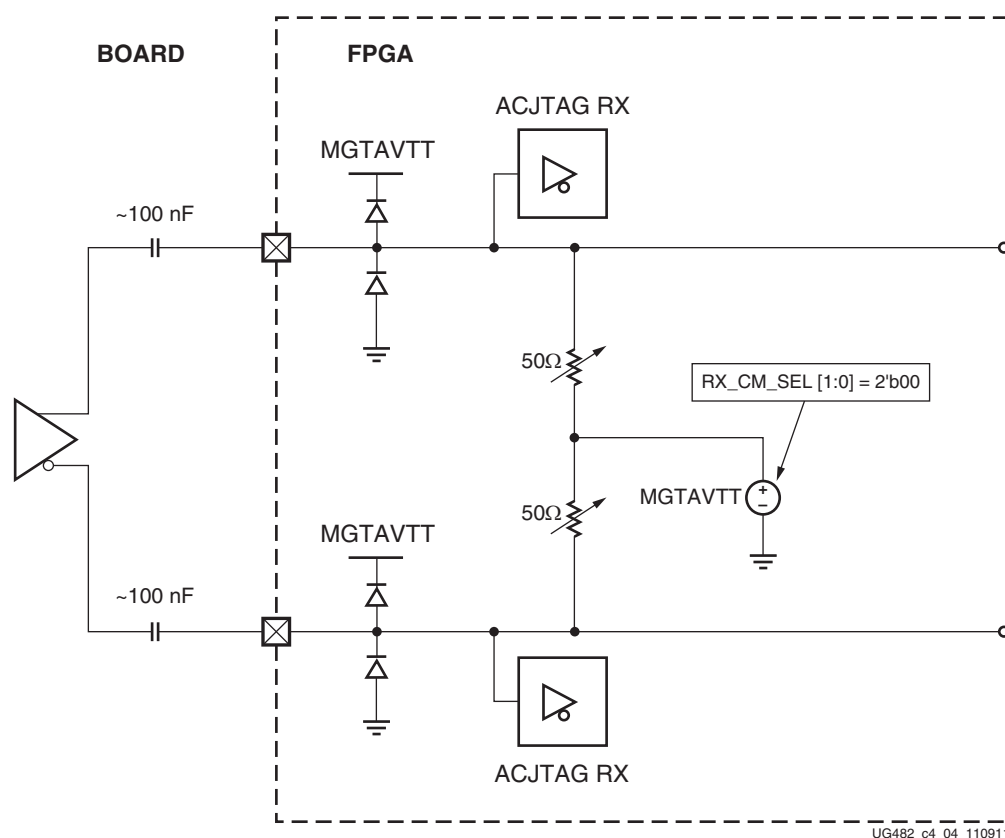 BOARD
FPGA
ACJTAG RX
MGTAVTT
~100 nF
50Ω
RX_CM_SEL [1:0] = 2'b00
+
–
MGTAVTT
50Ω
MGTAVTT
~100 nF
ACJTAG RX
UG482_c4_04_110911